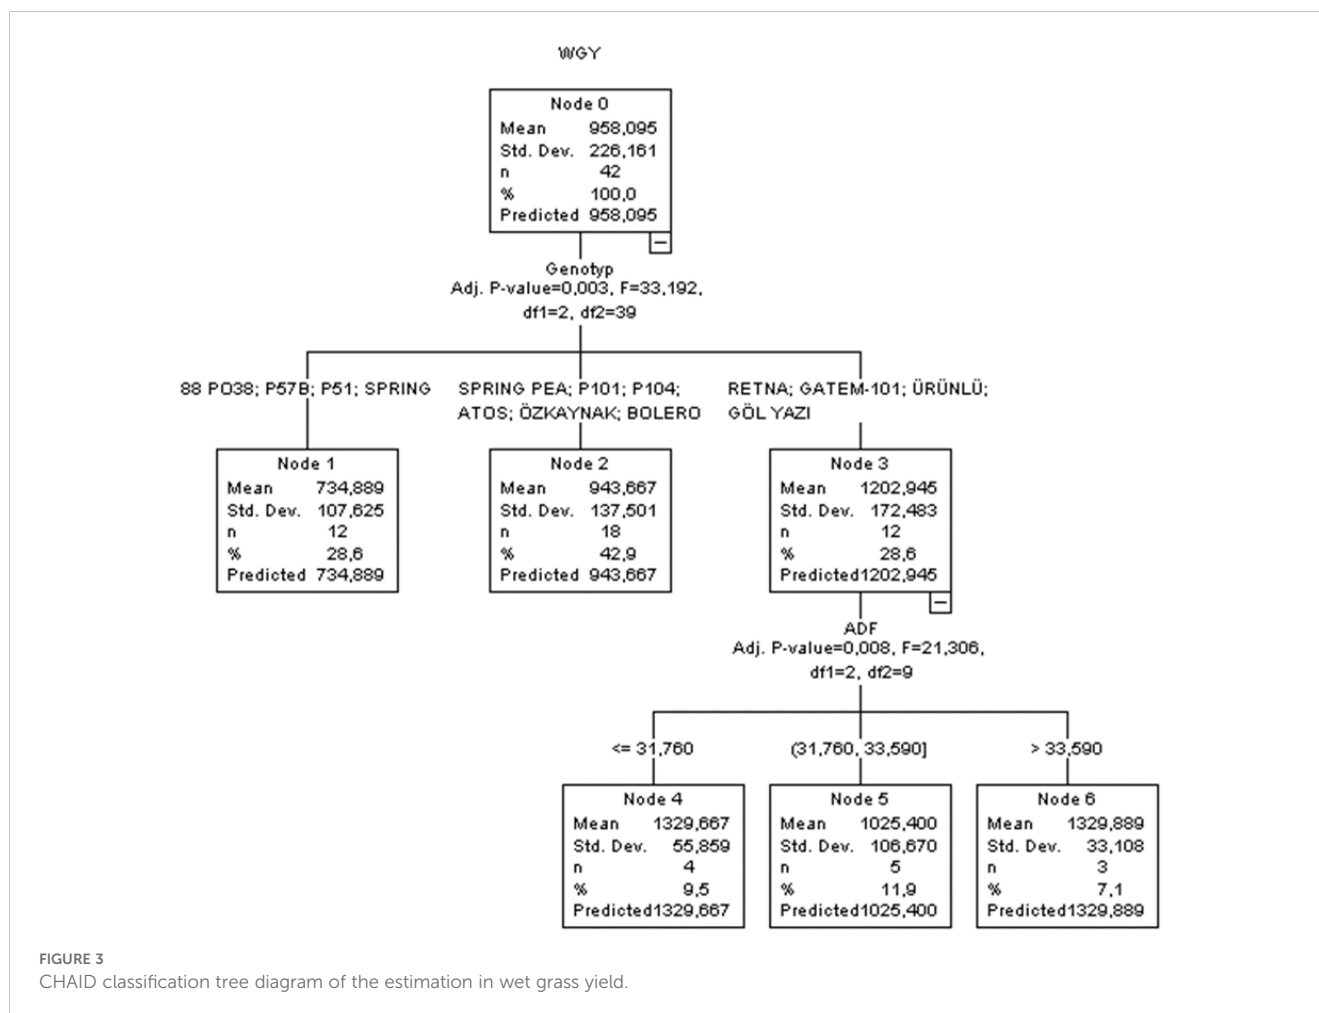 WGY
Node 0
Mean 958,095
Std. Dev. 226,161
n 42
% 100,0
Predicted 958,095
Genotyp
Adj. P-value=0,003, F=33,192,
df1=2, df2=39
88 PO38; P57B; P51; SPRING
SPRING PEA; P101; P104;
ATOS; ÖZKAYNAK; BOLERO
RETNA; GATEM-101; ÜRÜNLÜ;
GÖL YAZI
Node 1
Mean 734,889
Std. Dev. 107,625
n 12
% 28,6
Predicted 734,889
Node 2
Mean 943,667
Std. Dev. 137,501
n 18
% 42,9
Predicted 943,667
Node 3
Mean 1202,945
Std. Dev. 172,483
n 12
% 28,6
Predicted 1202,945
ADF
Adj. P-value=0,008, F=21,306,
df1=2, df2=9
<= 31,760
(31,760, 33,590]
> 33,590
Node 4
Mean 1329,667
Std. Dev. 55,859
n 4
% 9,5
Predicted 1329,667
Node 5
Mean 1025,400
Std. Dev. 106,670
n 5
% 11,9
Predicted 1025,400
Node 6
Mean 1329,889
Std. Dev. 33,108
n 3
% 7,1
Predicted 1329,889
FIGURE 3
CHAID classification tree diagram of the estimation in wet grass yield.